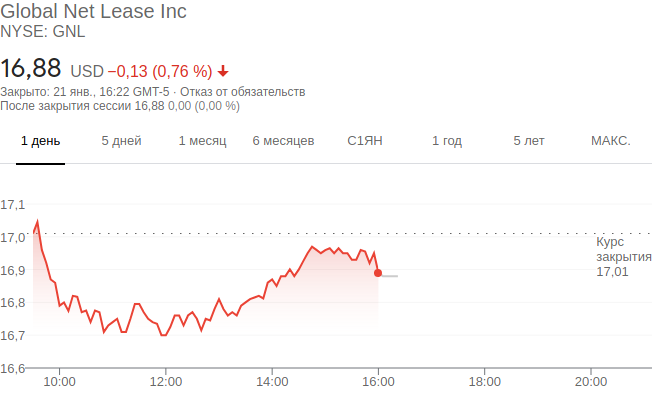 Global Net Lease Inc
NYSE: GNL
16,88 USD −0,13 (0,76 %)
Закрыто: 21 янв., 16:22 GMT-5 · Отказ от обязательств
После закрытия сессии 16,88 0,00 (0,00 %)
1 день 5 дней 1 месяц 6 месяцев С1ЯН 1 год 5 лет МАКС.
17,1
17,0
Курс
закрытия
17,01
16,9
16,8
16,7
16,6
10:00 12:00 14:00 16:00 18:00 20:00